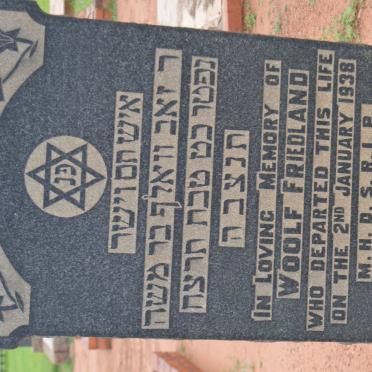 פנ
איש תם וישר
ר׳ זאב וואלף בר משה
נפטר כט טבת תרצח
תנצבה
IN LOVING MEMORY OF
WOOLF FRIEDLAND
WHO DEPARTED THIS LIFE
ON THE 2ND JANUARY 1938
M.H.D.S.R.I.P.